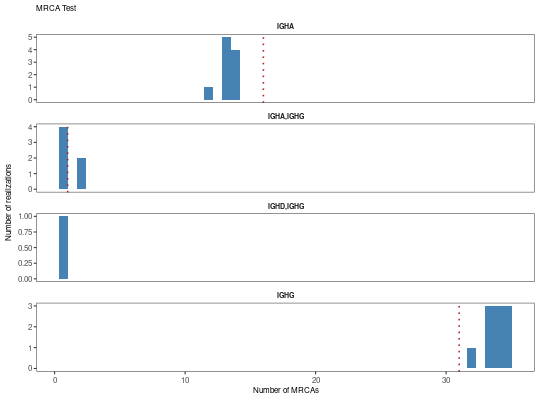 MRCA Test
IGHA
5
4
3
2
1
0
IGHA,IGHG
4
3
2
1
0
Number of realizations
IGHD,IGHG
1.00
0.75
0.50
0.25
0.00
IGHG
3
2
1
0
0 10 20 30
Number of MRCAs